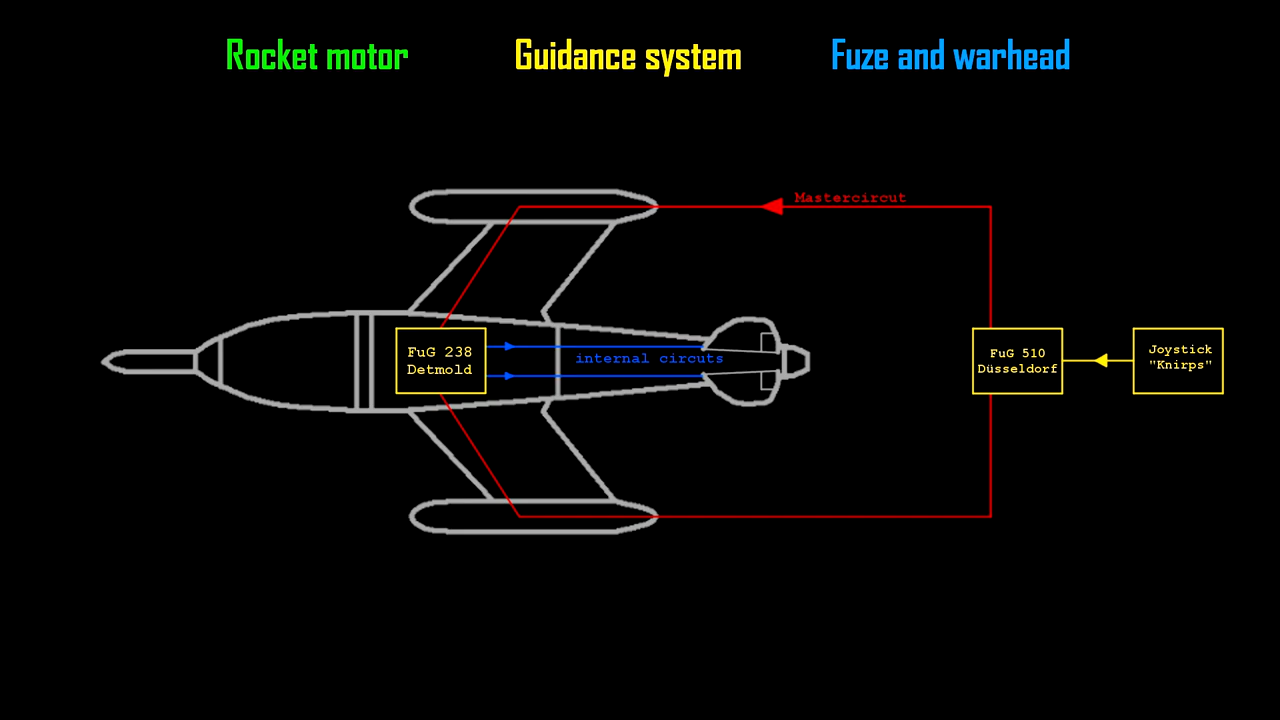 Rocket motor
Guidance system
Fuze and warhead
Mastercircut
FuG 238
Detmold
internal circuts
FuG 510
Düsseldorf
Joystick
"Knirps"